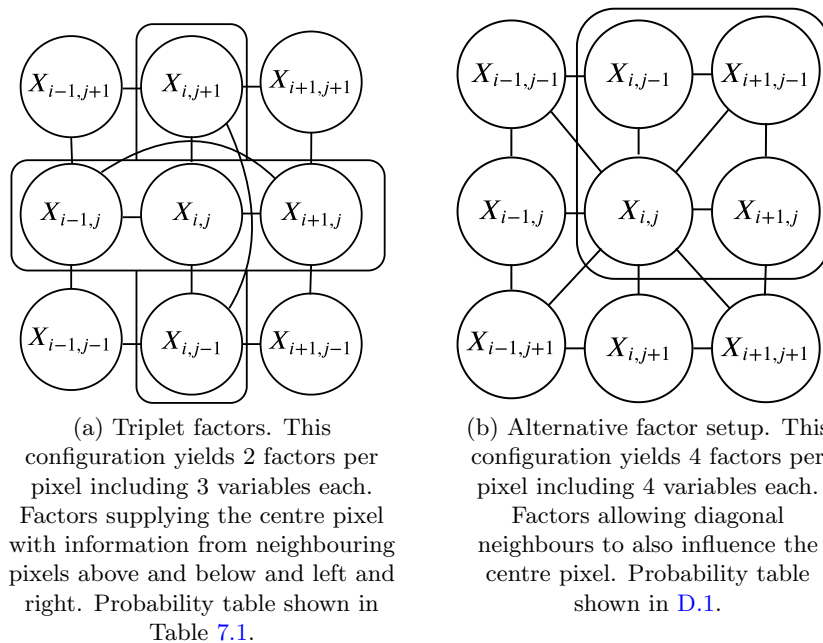 X_{i−1,j+1} X_{i,j+1} X_{i+1,j+1}
X_{i−1,j} X_{i,j} X_{i+1,j}
X_{i−1,j−1} X_{i,j−1} X_{i+1,j−1}
(a) Triplet factors. This
configuration yields 2 factors per
pixel including 3 variables each.
Factors supplying the centre pixel
with information from neighbouring
pixels above and below and left and
right. Probability table shown in
Table 7.1.
X_{i−1,j−1} X_{i,j−1} X_{i+1,j−1}
X_{i−1,j} X_{i,j} X_{i+1,j}
X_{i−1,j+1} X_{i,j+1} X_{i+1,j+1}
(b) Alternative factor setup. This
configuration yields 4 factors per
pixel including 4 variables each.
Factors allowing diagonal
neighbours to also influence the
centre pixel. Probability table
shown in D.1.